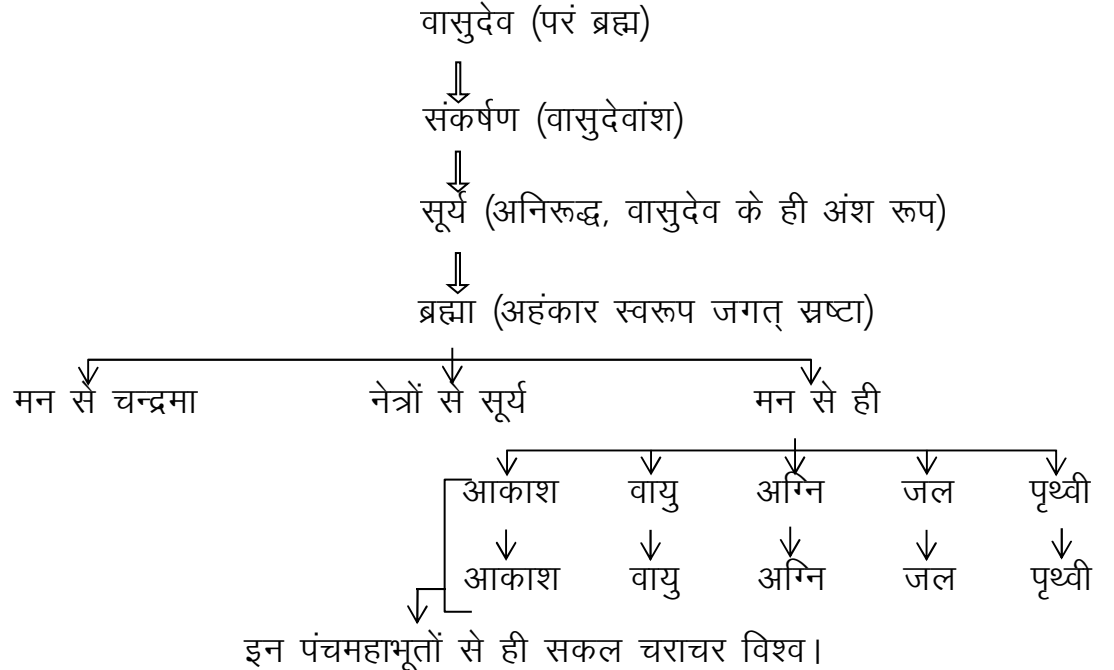 वासुदेव (परं ब्रह्म)
संकर्षण (वासुदेवांश)
सूर्य (अनिरूद्ध, वासुदेव के ही अंश रूप)
ब्रह्मा (अहंकार स्वरूप जगत् स्रष्टा)
मन से चन्द्रमा नेत्रों से सूर्य मन से ही
आकाश वायु अग्नि जल पृथ्वी
आकाश वायु अग्नि जल पृथ्वी
इन पंचमहाभूतों से ही सकल चराचर विश्व।